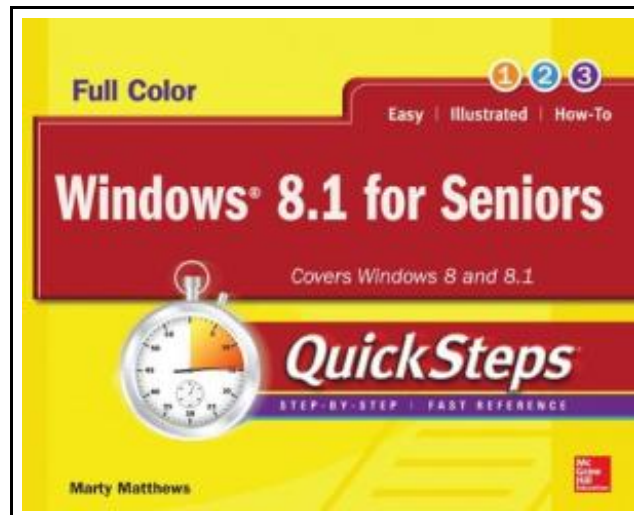 Full Color
1 2 3
Easy | Illustrated | How-To
Windows® 8.1 for Seniors
Covers Windows 8 and 8.1
QuickSteps
STEP-BY-STEP | FAST REFERENCE
Marty Matthews
Mc
Graw
Hill
Education